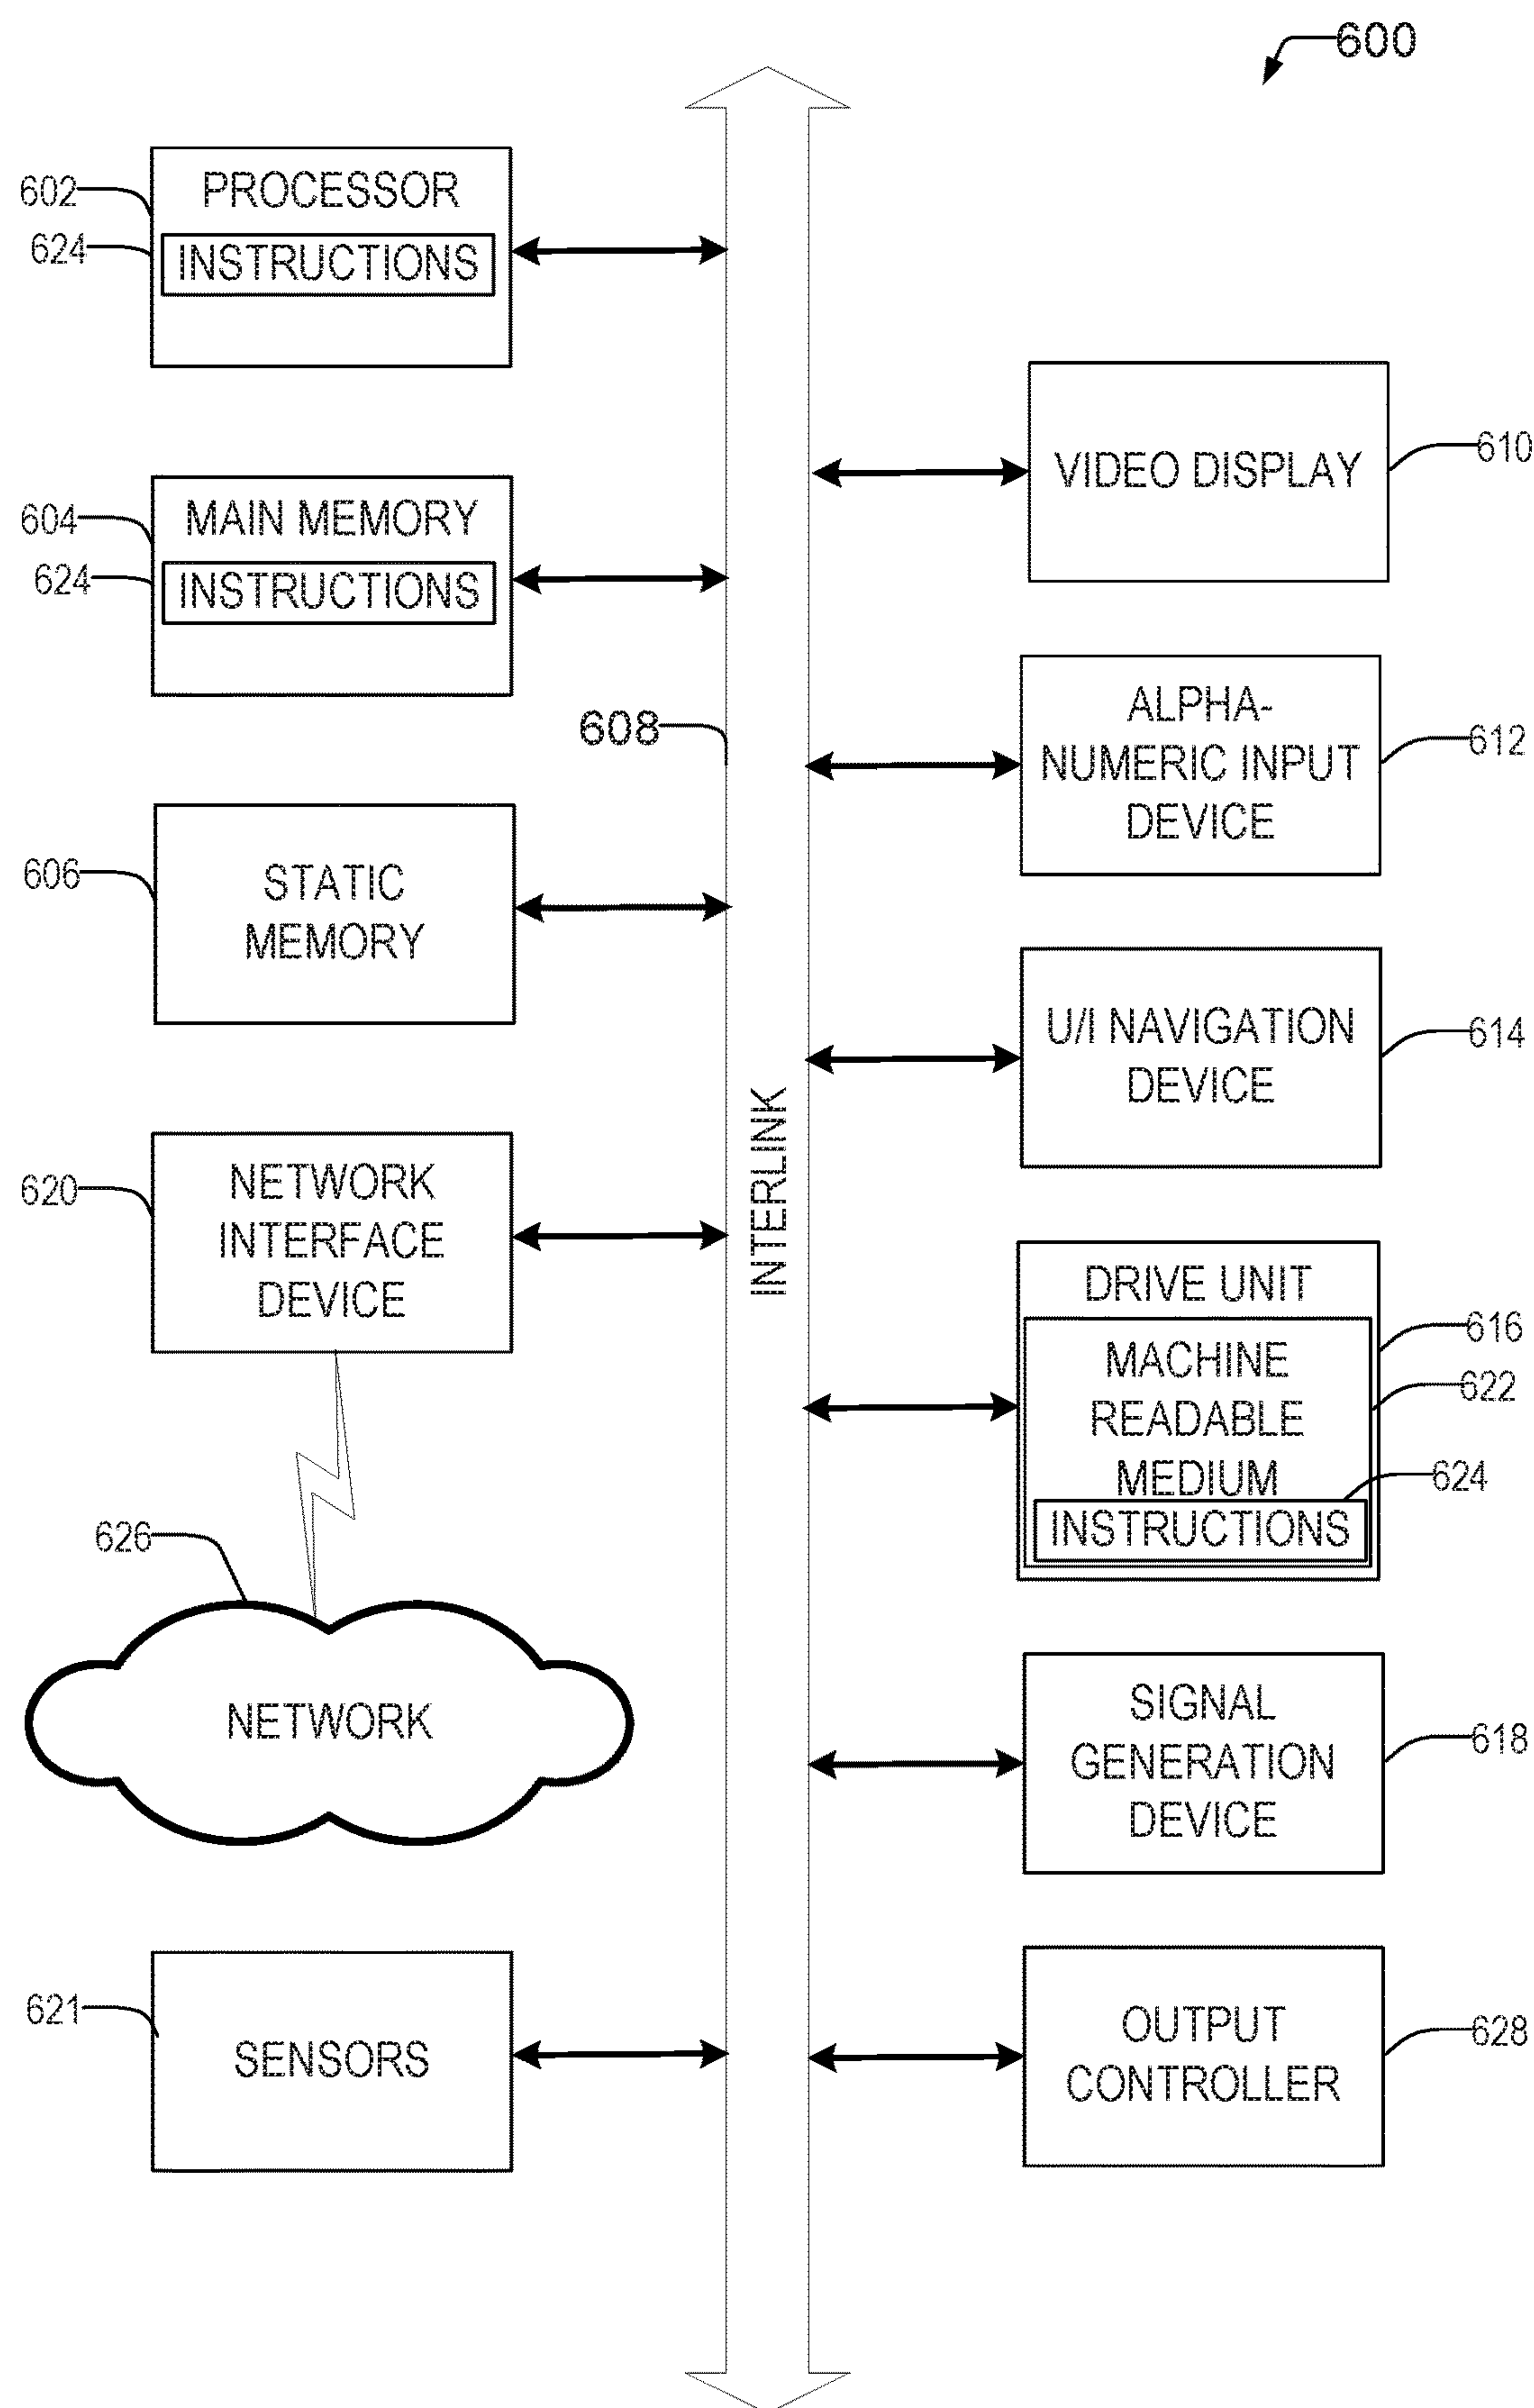 600
602
PROCESSOR
624
INSTRUCTIONS
604
MAIN MEMORY
624
INSTRUCTIONS
608
606
STATIC
MEMORY
620
NETWORK
INTERFACE
DEVICE
626
NETWORK
621
SENSORS
INTERLINK
VIDEO DISPLAY
610
ALPHA-
NUMERIC INPUT
DEVICE
612
U/I NAVIGATION
DEVICE
614
DRIVE UNIT
616
MACHINE
READABLE
MEDIUM
622
624
INSTRUCTIONS
SIGNAL
GENERATION
DEVICE
618
OUTPUT
CONTROLLER
628